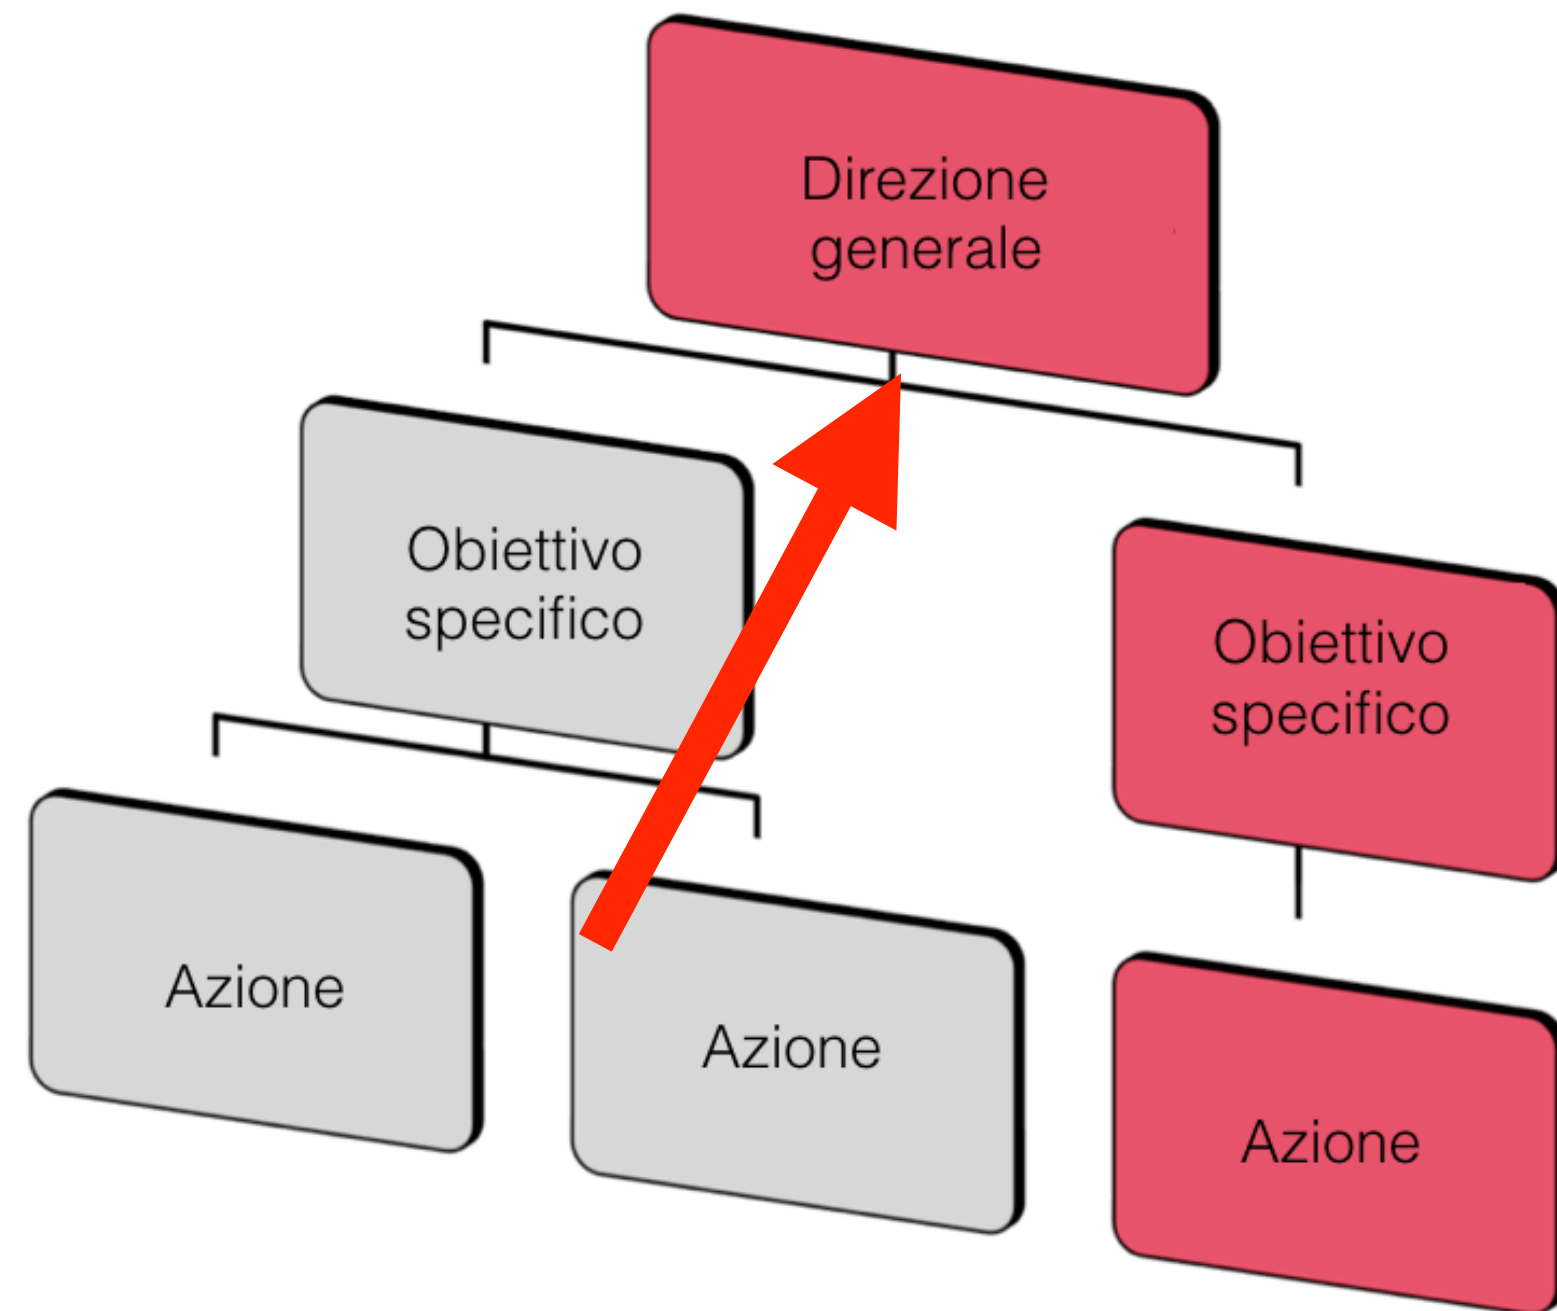 Direzione
generale
Obiettivo
specifico
Obiettivo
specifico
Azione
Azione
Azione